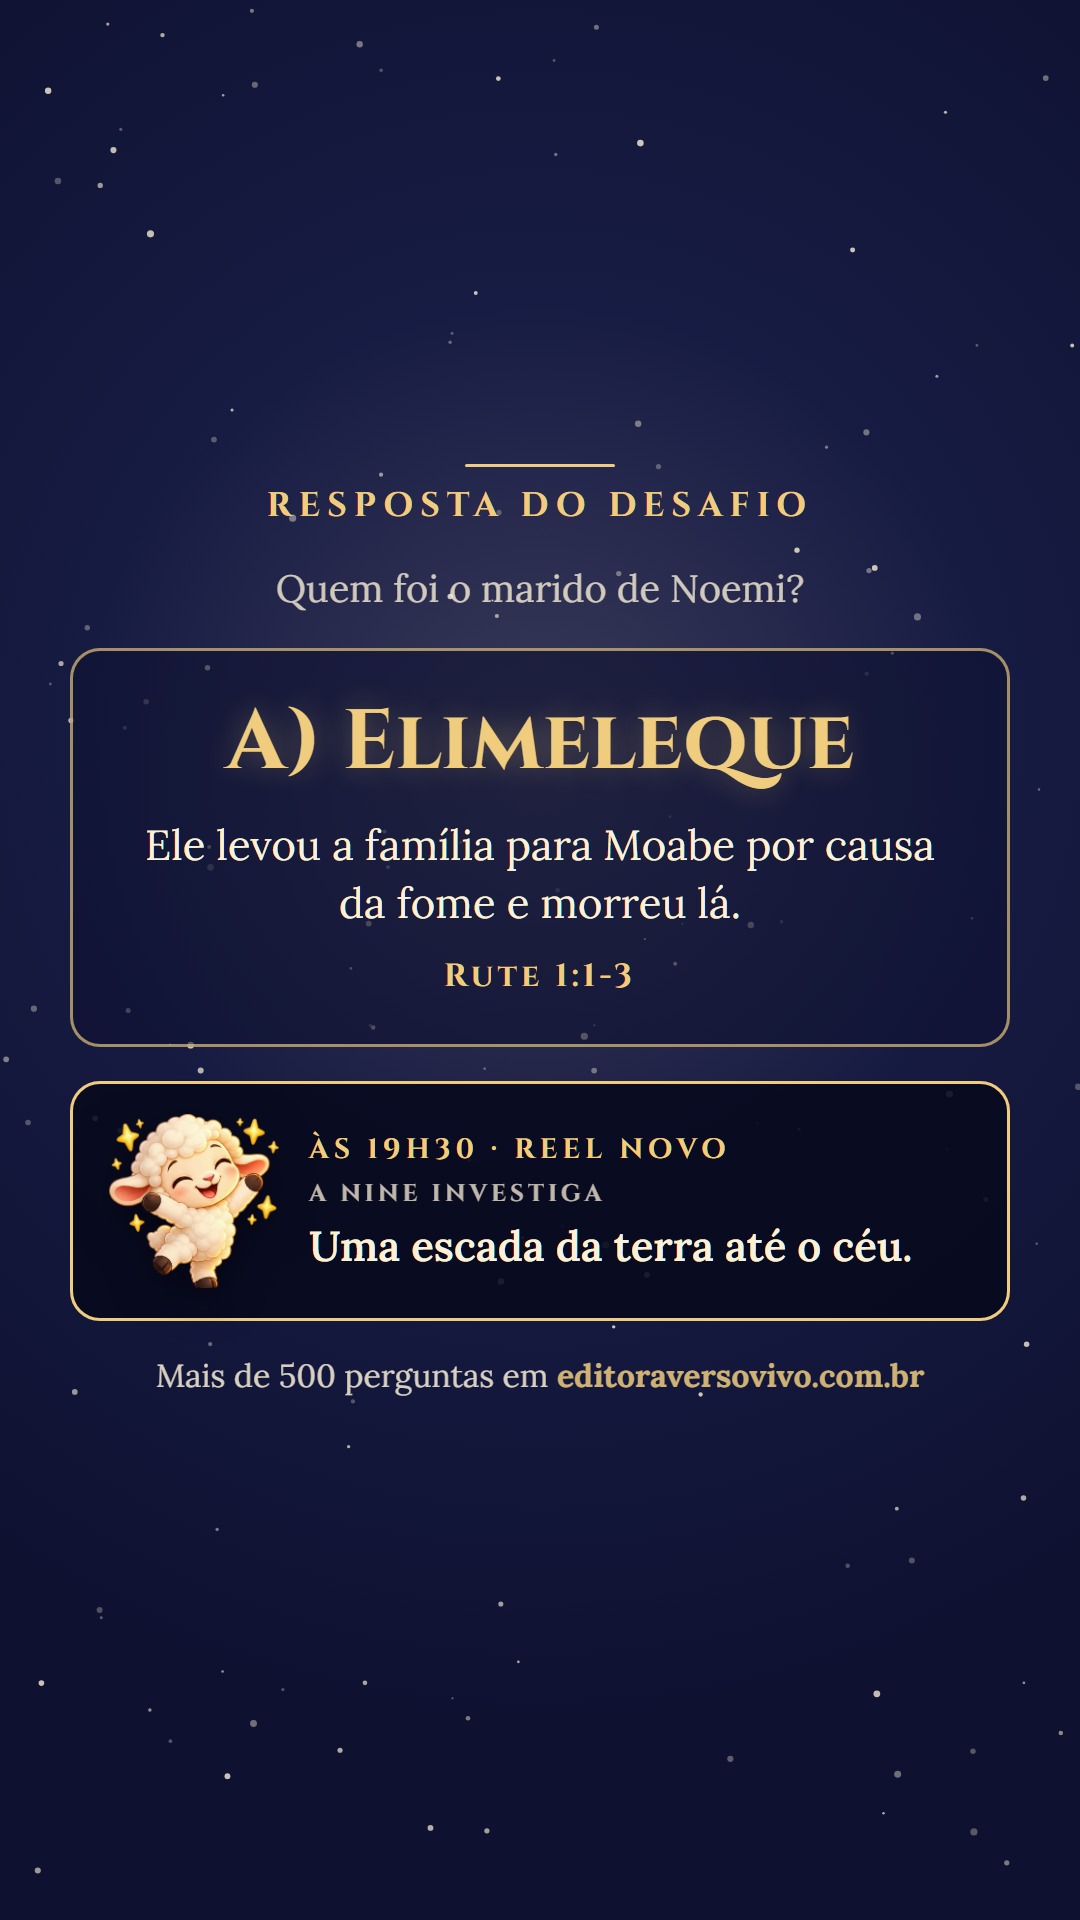 RESPOSTA DO DESAFIO
Quem foi o marido de Noemi?
A) Elimeleque
Ele levou a família para Moabe por causa
da fome e morreu lá.
Rute 1:1-3
ÀS 19H30 · REEL NOVO
A NINE INVESTIGA
Uma escada da terra até o céu.
Mais de 500 perguntas em editoraversovivo.com.br